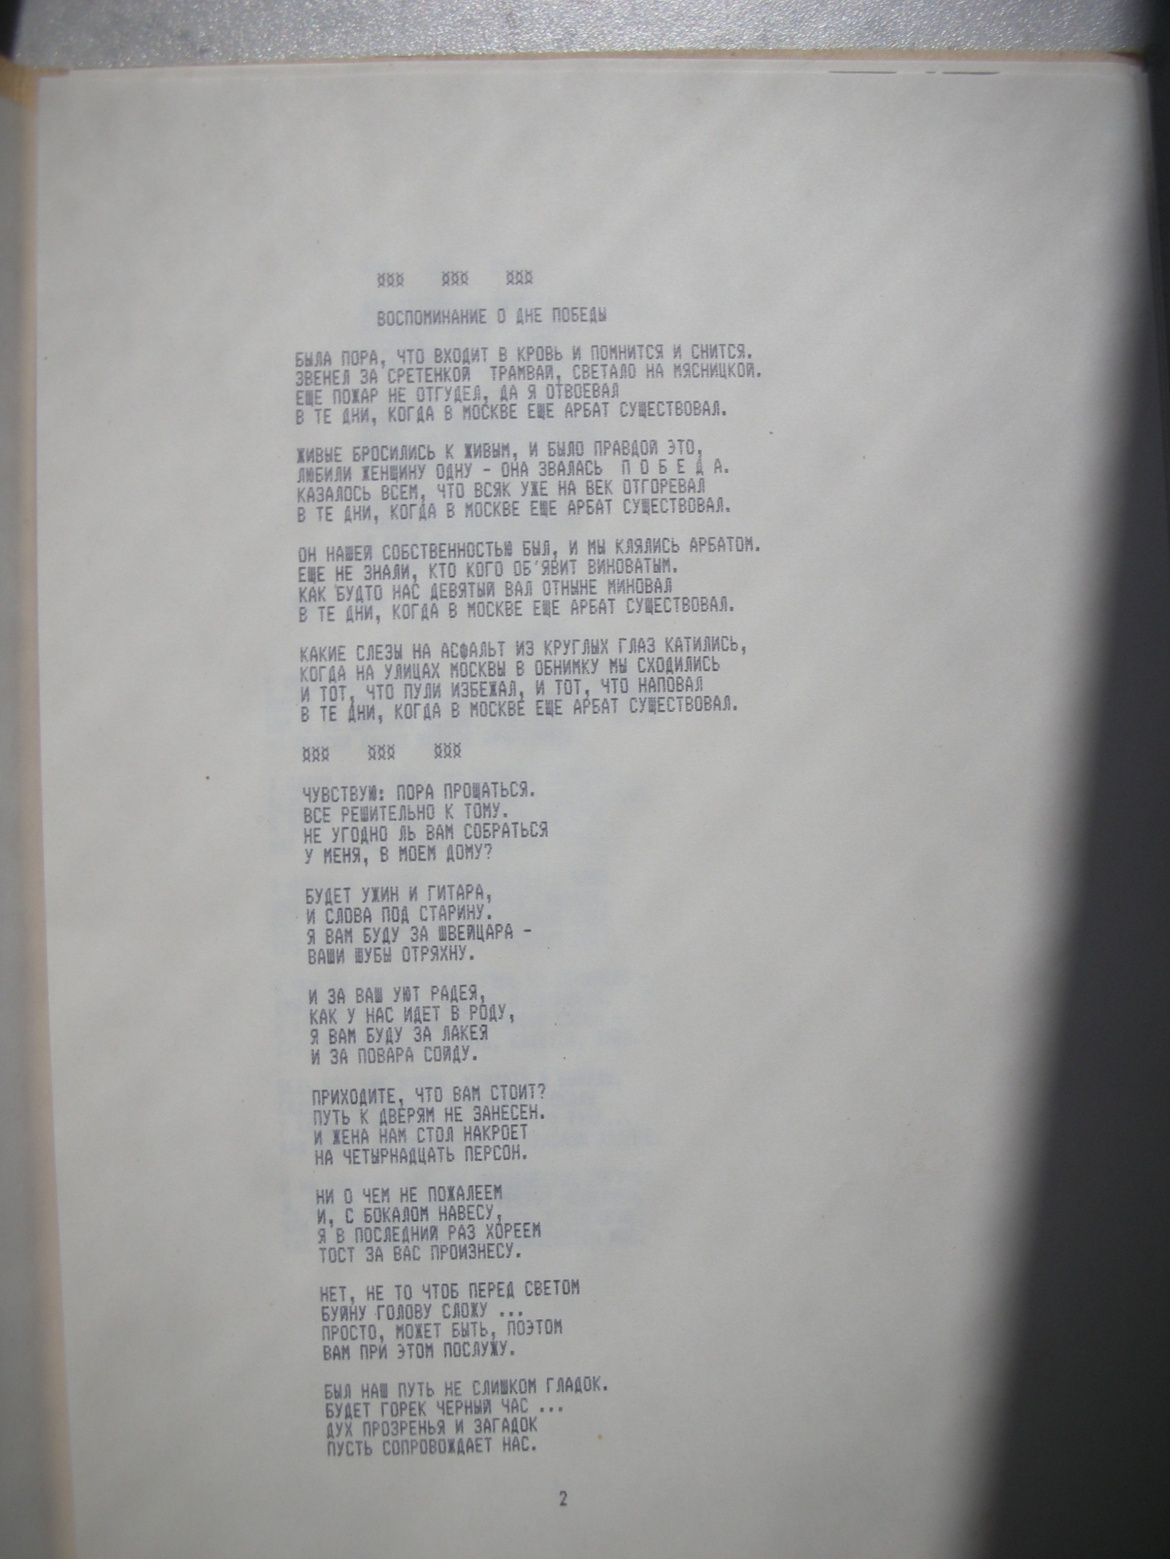 ¤¤¤ ¤¤¤ ¤¤¤
ВОСПОМИНАНИЕ О ДНЕ ПОБЕДЫ
БЫЛА ПОРА, ЧТО ВХОДИТ В КРОВЬ И ПОМНИТСЯ И СНИТСЯ.
ЗВЕНЕЛ ЗА СРЕТЕНКОЙ ТРАМВАЙ, СВЕТАЛО НА МЯСНИЦКОЙ.
ЕЩЕ ПОЖАР НЕ ОТГУДЕЛ, ДА Я ОТВОЕВАЛ
В ТЕ ДНИ, КОГДА В МОСКВЕ ЕЩЕ АРБАТ СУЩЕСТВОВАЛ.
ЖИВЫЕ БРОСИЛИСЬ К ЖИВЫМ, И БЫЛО ПРАВДОЙ ЭТО,
ЛЮБИЛИ ЖЕНЩИНУ ОДНУ - ОНА ЗВАЛАСЬ П О Б Е Д А.
КАЗАЛОСЬ ВСЕМ, ЧТО ВСЯК УЖЕ НА ВЕК ОТГОРЕВАЛ
В ТЕ ДНИ, КОГДА В МОСКВЕ ЕЩЕ АРБАТ СУЩЕСТВОВАЛ.
ОН НАШЕЙ СОБСТВЕННОСТЬЮ БЫЛ, И МЫ КЛЯЛИСЬ АРБАТОМ.
ЕЩЕ НЕ ЗНАЛИ, КТО КОГО ОБ'ЯВИТ ВИНОВАТЫМ.
КАК БУДТО НАС ДЕВЯТЫЙ ВАЛ ОТНЫНЕ МИНОВАЛ
В ТЕ ДНИ, КОГДА В МОСКВЕ ЕЩЕ АРБАТ СУЩЕСТВОВАЛ.
КАКИЕ СЛЕЗЫ НА АСФАЛЬТ ИЗ КРУГЛЫХ ГЛАЗ КАТИЛИСЬ,
КОГДА НА УЛИЦАХ МОСКВЫ В ОБНИМКУ МЫ СХОДИЛИСЬ
И ТОТ, ЧТО ПУЛИ ИЗБЕЖАЛ, И ТОТ, ЧТО НАПОВАЛ
В ТЕ ДНИ, КОГДА В МОСКВЕ ЕЩЕ АРБАТ СУЩЕСТВОВАЛ.
¤¤¤ ¤¤¤ ¤¤¤
ЧУВСТВУЮ: ПОРА ПРОЩАТЬСЯ.
ВСЕ РЕШИТЕЛЬНО К ТОМУ.
НЕ УГОДНО ЛЬ ВАМ СОБРАТЬСЯ
У МЕНЯ, В МОЕМ ДОМУ?
БУДЕТ УЖИН И ГИТАРА,
И СЛОВА ПОД СТАРИНУ.
Я ВАМ БУДУ ЗА ШВЕЙЦАРА -
ВАШИ ШУБЫ ОТРЯХНУ.
И ЗА ВАШ УЮТ РАДЕЯ,
КАК У НАС ИДЕТ В РОДУ,
Я ВАМ БУДУ ЗА ЛАКЕЯ
И ЗА ПОВАРА СОЙДУ.
ПРИХОДИТЕ, ЧТО ВАМ СТОИТ?
ПУТЬ К ДВЕРЯМ НЕ ЗАНЕСЕН.
И ЖЕНА НАМ СТОЛ НАКРОЕТ
НА ЧЕТЫРНАДЦАТЬ ПЕРСОН.
НИ О ЧЕМ НЕ ПОЖАЛЕЕМ
И, С БОКАЛОМ НАВЕСУ,
Я В ПОСЛЕДНИЙ РАЗ ХОРЕЕМ
ТОСТ ЗА ВАС ПРОИЗНЕСУ.
НЕТ, НЕ ТО ЧТОБ ПЕРЕД СВЕТОМ
БУЙНУ ГОЛОВУ СЛОЖУ ...
ПРОСТО, МОЖЕТ БЫТЬ, ПОЭТОМ
ВАМ ПРИ ЭТОМ ПОСЛУЖУ.
БЫЛ НАШ ПУТЬ НЕ СЛИШКОМ ГЛАДОК.
БУДЕТ ГОРЕК ЧЕРНЫЙ ЧАС ...
ДУХ ПРОЗРЕНЬЯ И ЗАГАДОК
ПУСТЬ СОПРОВОЖДАЕТ НАС.
2